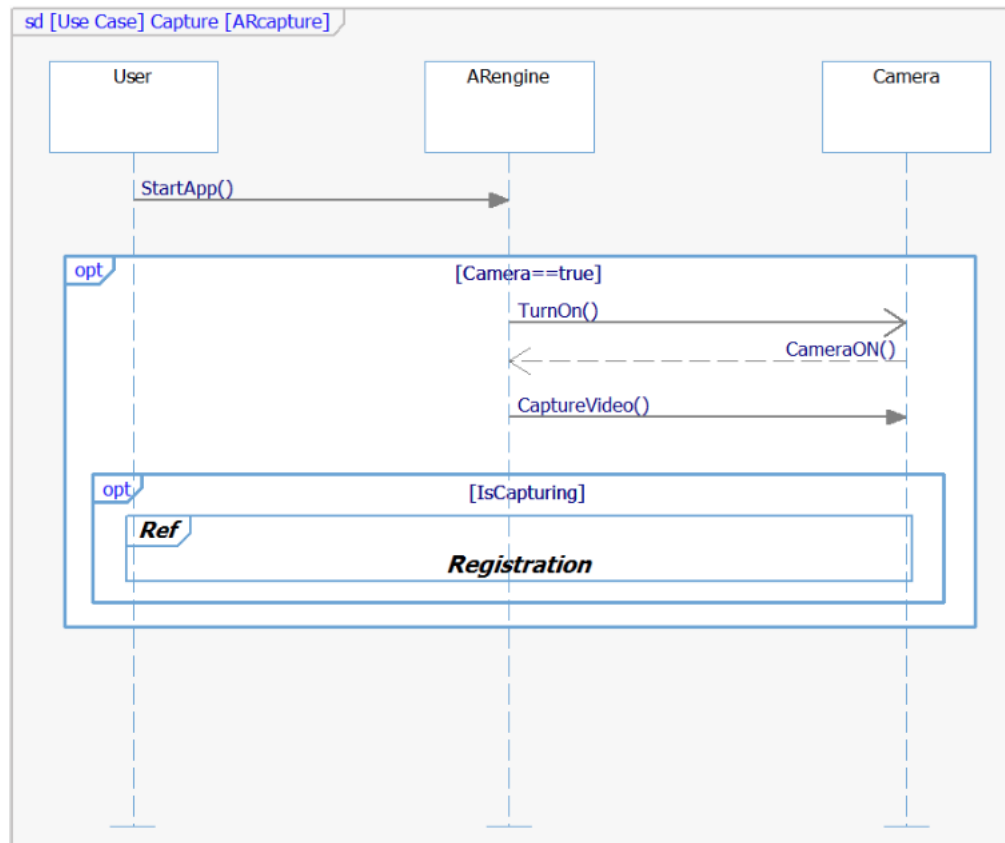 sd [Use Case] Capture [ARcapture]
User
ARengine
Camera
StartApp()
opt
[Camera==true]
TurnOn()
CameraON()
CaptureVideo()
opt
[IsCapturing]
Ref
Registration